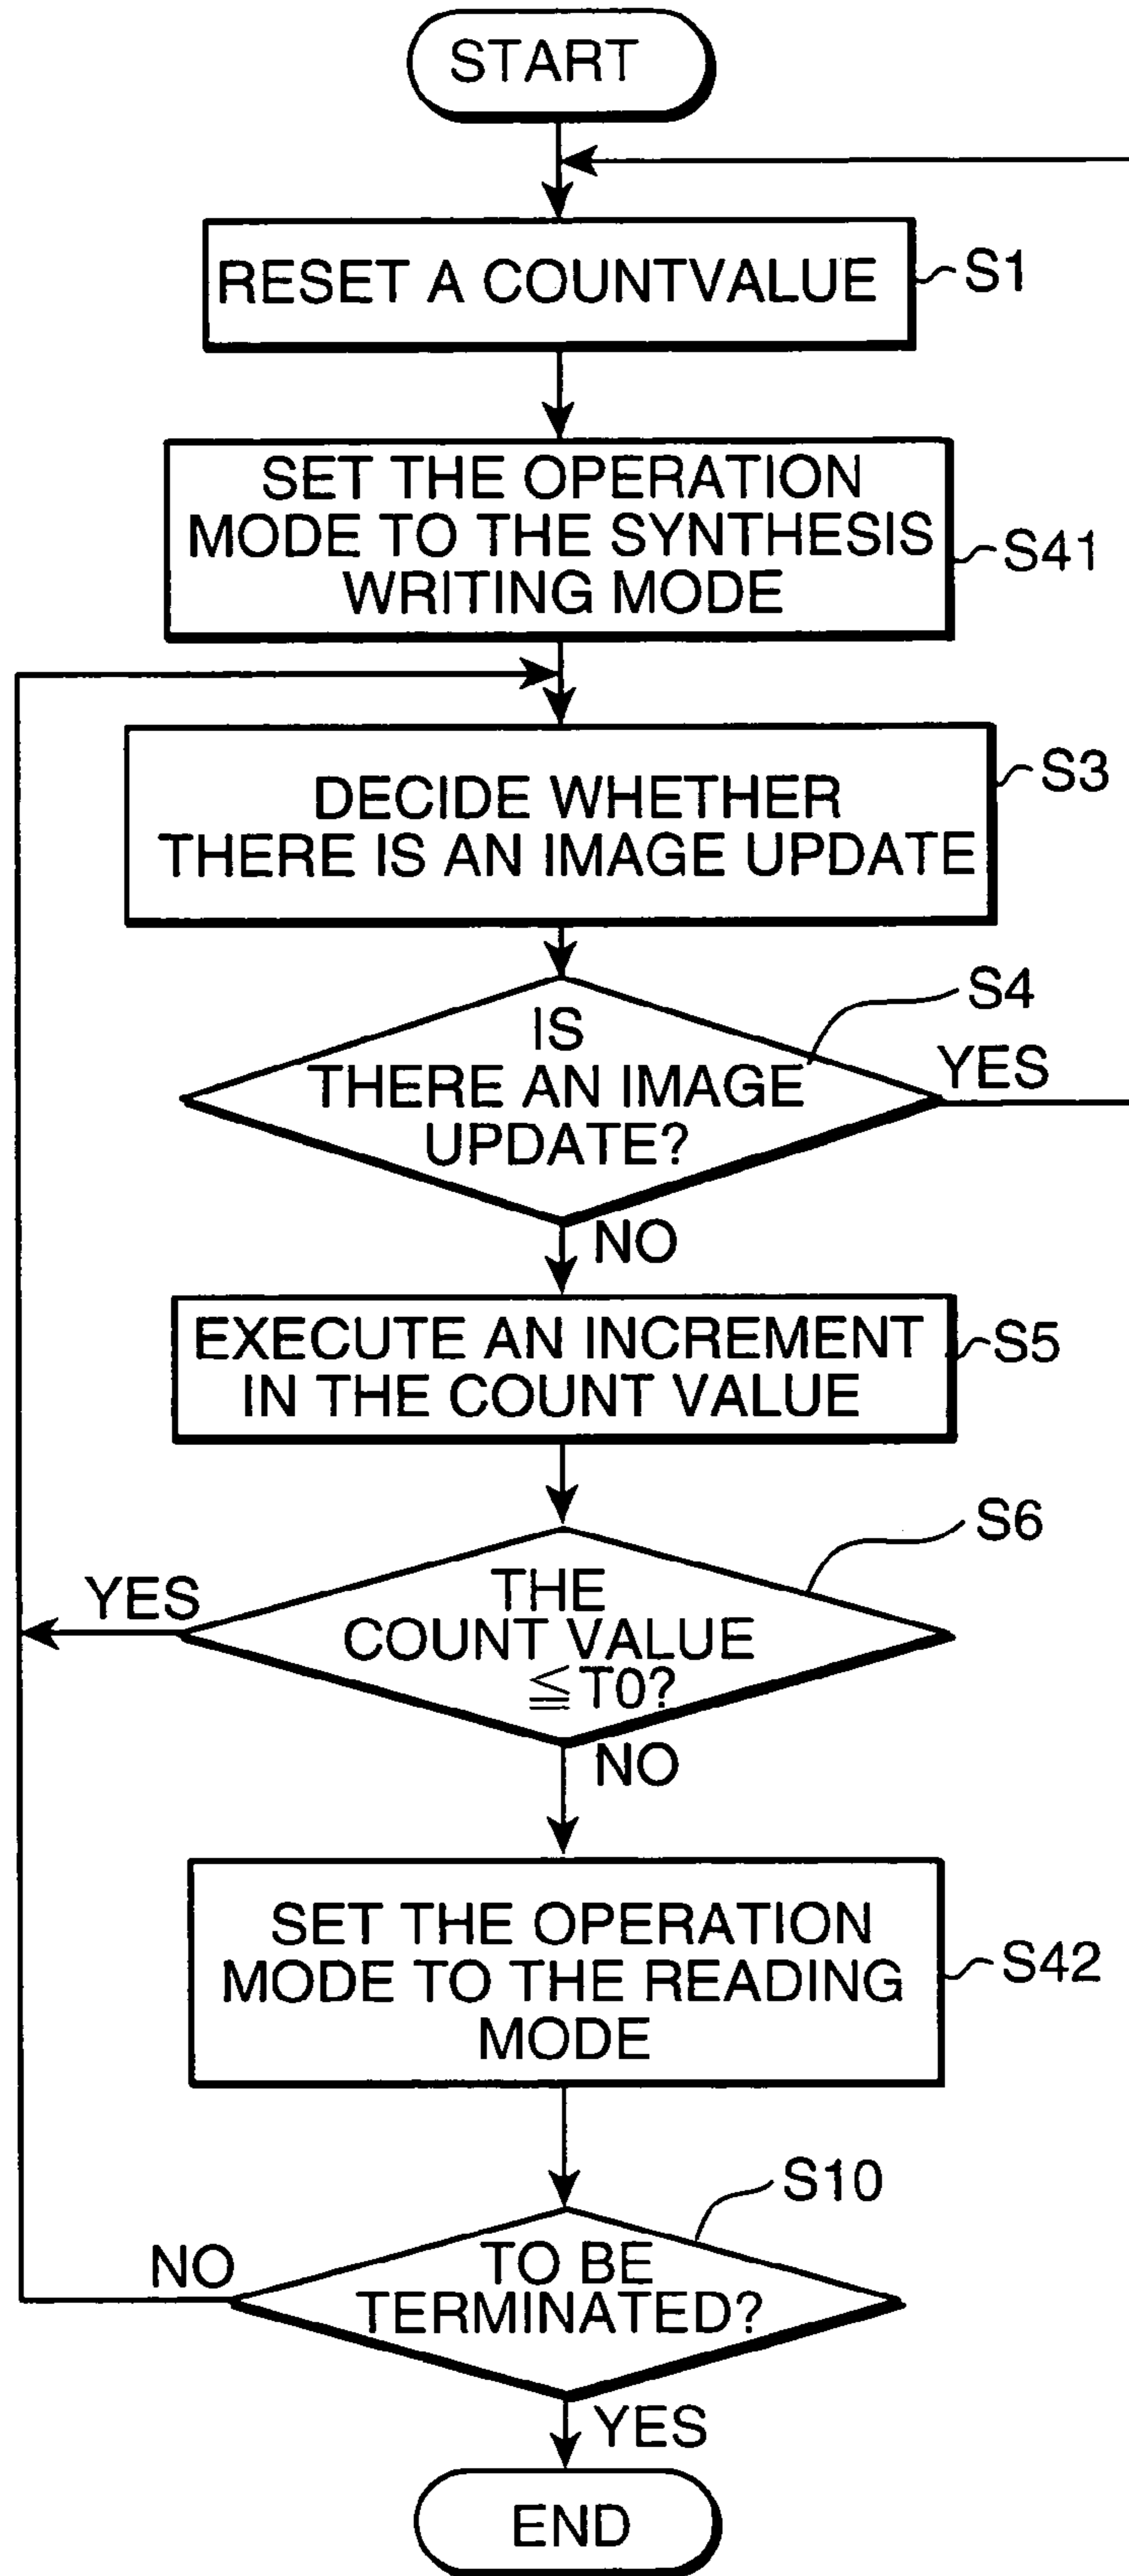 START
RESET A COUNTVALUE
S1
SET THE OPERATION
MODE TO THE SYNTHESIS
WRITING MODE
S41
DECIDE WHETHER
THERE IS AN IMAGE UPDATE
S3
IS
THERE AN IMAGE
UPDATE?
S4
YES
NO
EXECUTE AN INCREMENT
IN THE COUNT VALUE
S5
THE
COUNT VALUE
≦ T0?
S6
YES
NO
SET THE OPERATION
MODE TO THE READING
MODE
S42
TO BE
TERMINATED?
S10
NO
YES
END